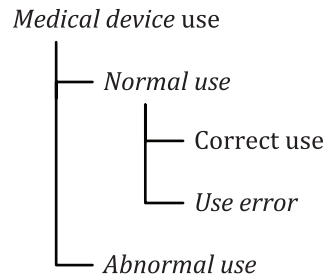 Medical device use
Normal use
Correct use
Use error
Abnormal use